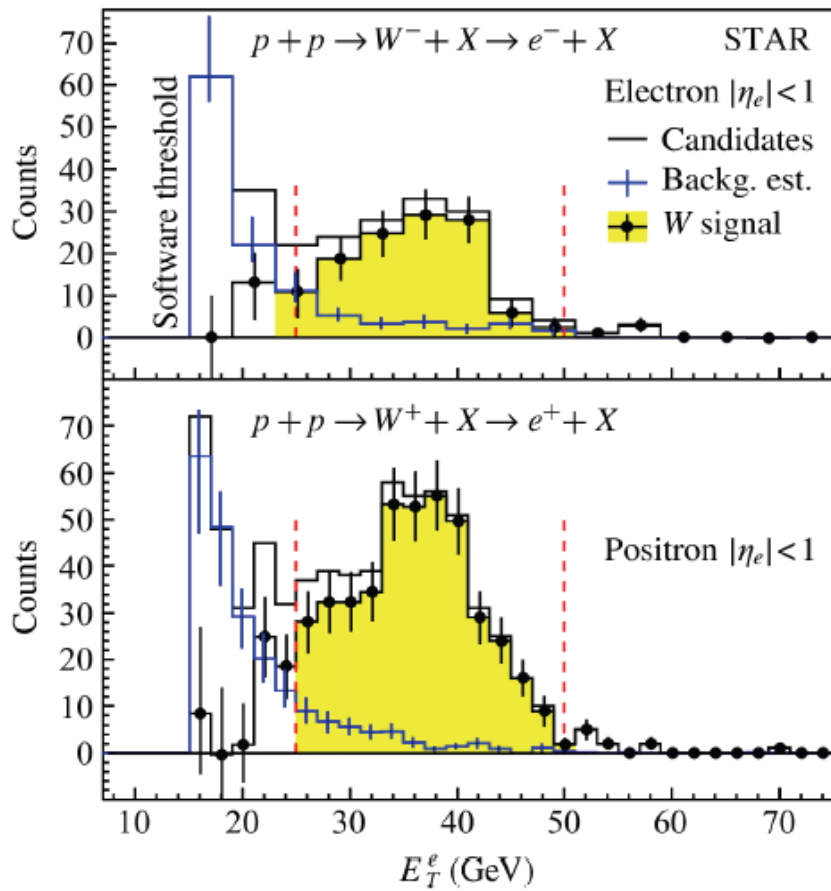 p + p → W⁻ + X → e⁻ + X STAR
Electron |ηₑ| < 1
Candidates
Backg. est.
W signal
Software threshold
Counts
70
60
50
40
30
20
10
0
p + p → W⁺ + X → e⁺ + X
Positron |ηₑ| < 1
Counts
70
60
50
40
30
20
10
0
10 20 30 40 50 60 70
E_T^e (GeV)